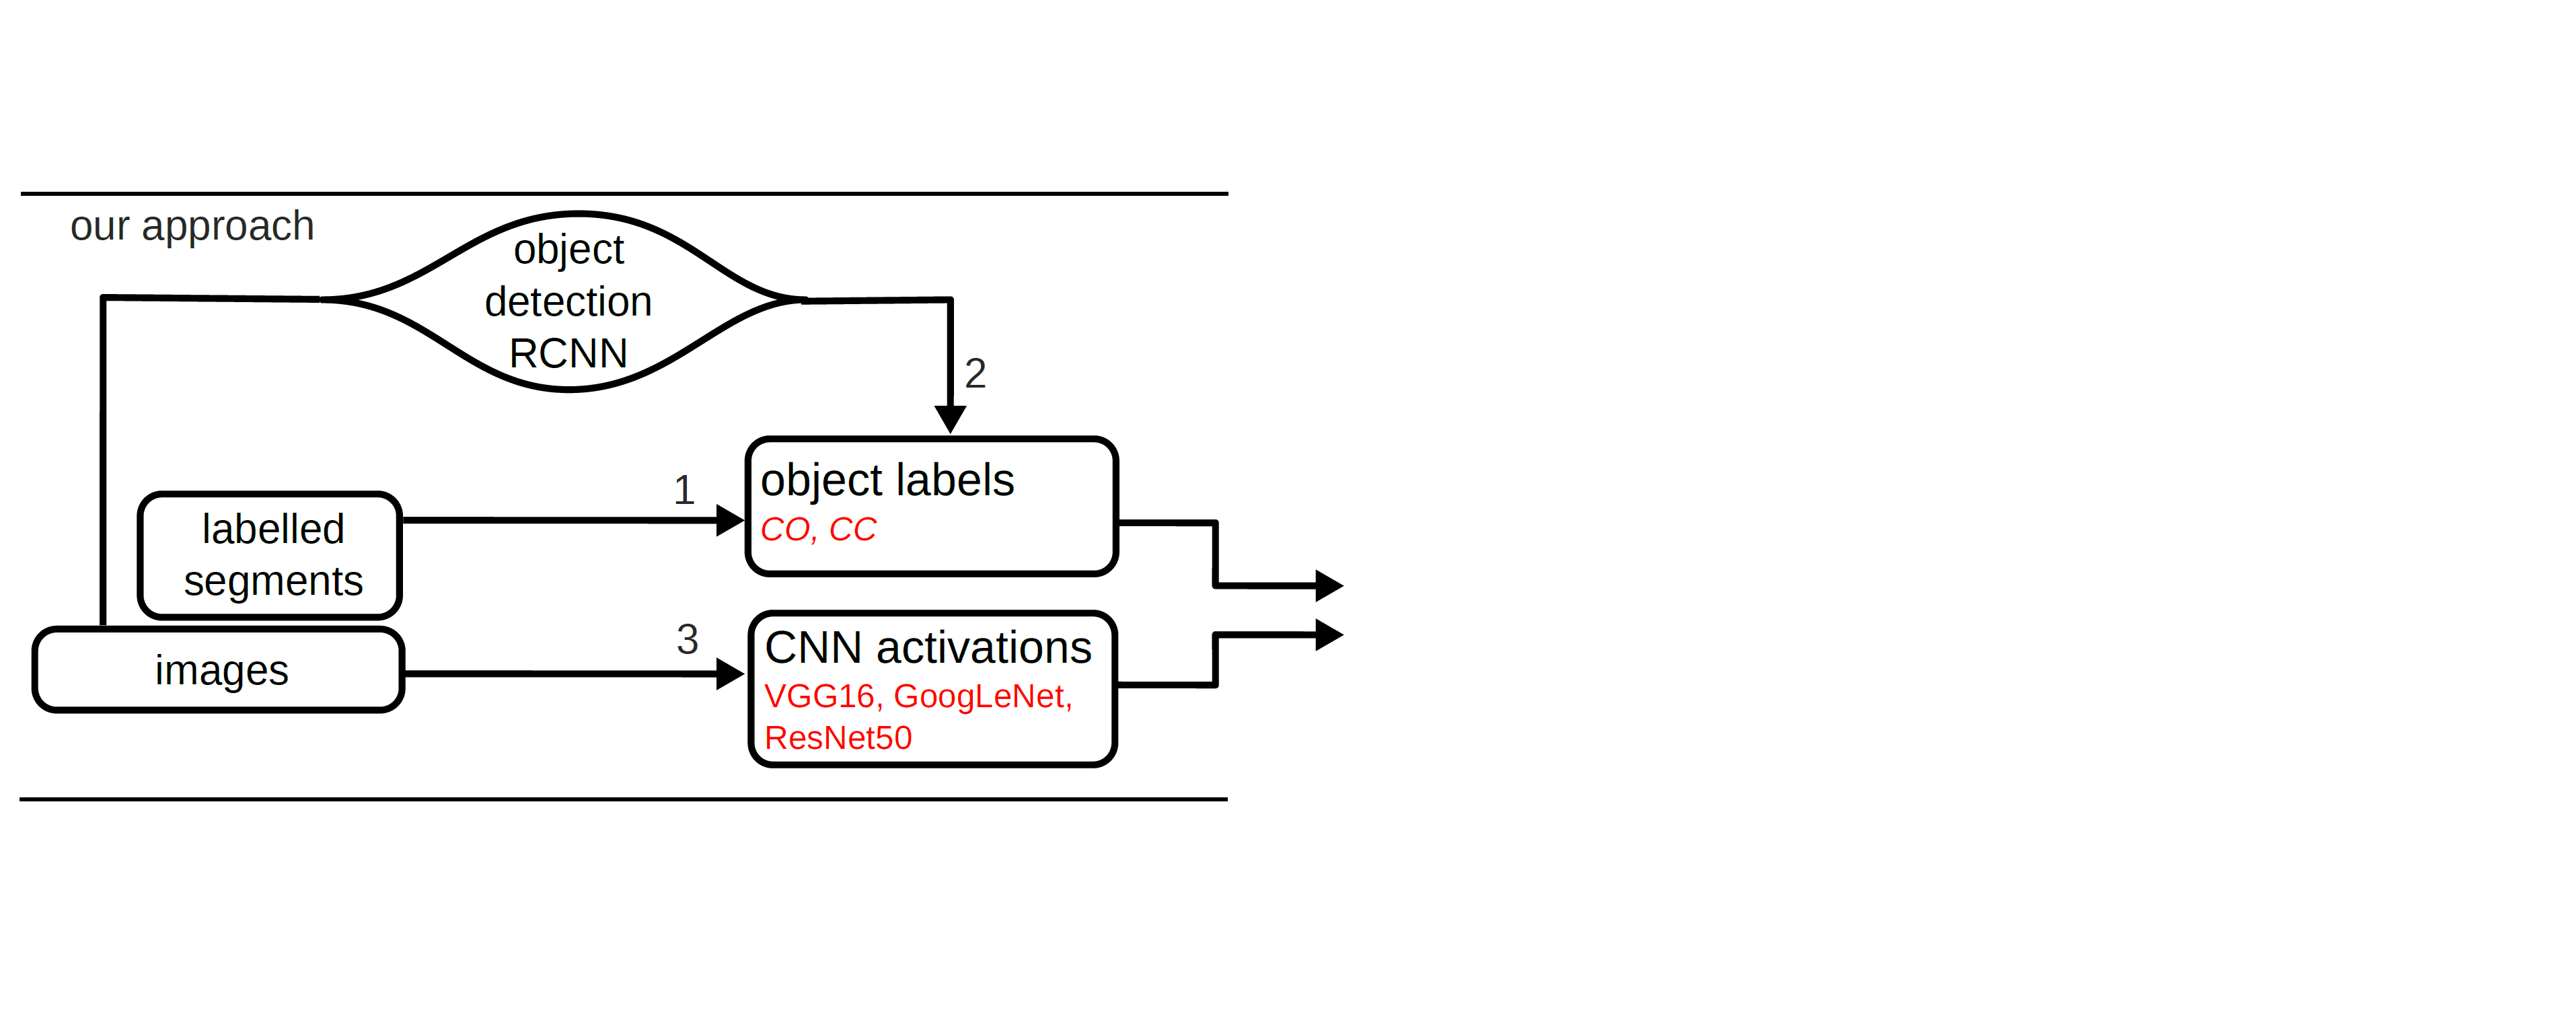 our approach
object
detection
RCNN
2
1
object labels
CO, CC
labelled
segments
3
images
CNN activations
VGG16, GoogLeNet,
ResNet50